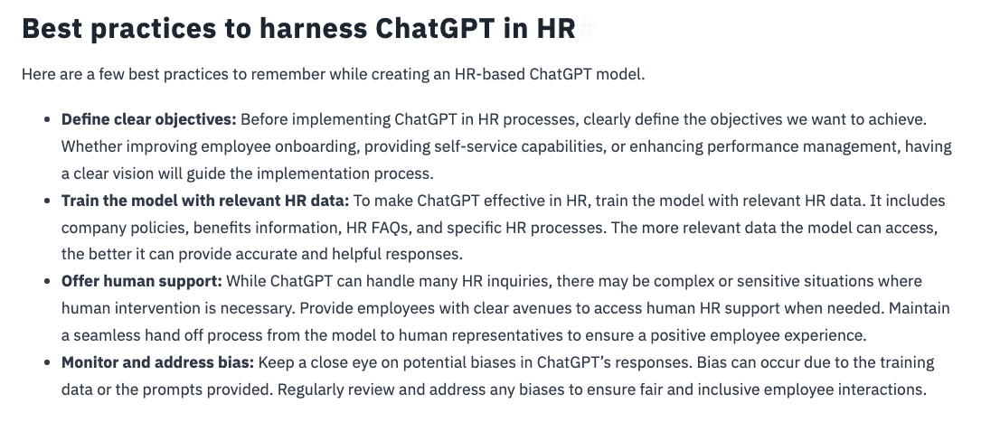 Best practices to harness ChatGPT in HR#
Here are a few best practices to remember while creating an HR-based ChatGPT model.
• Define clear objectives: Before implementing ChatGPT in HR processes, clearly define the objectives we want to achieve.
Whether improving employee onboarding, providing self-service capabilities, or enhancing performance management, having
a clear vision will guide the implementation process.
• Train the model with relevant HR data: To make ChatGPT effective in HR, train the model with relevant HR data. It includes
company policies, benefits information, HR FAQs, and specific HR processes. The more relevant data the model can access,
the better it can provide accurate and helpful responses.
• Offer human support: While ChatGPT can handle many HR inquiries, there may be complex or sensitive situations where
human intervention is necessary. Provide employees with clear avenues to access human HR support when needed. Maintain
a seamless hand off process from the model to human representatives to ensure a positive employee experience.
• Monitor and address bias: Keep a close eye on potential biases in ChatGPT’s responses. Bias can occur due to the training
data or the prompts provided. Regularly review and address any biases to ensure fair and inclusive employee interactions.